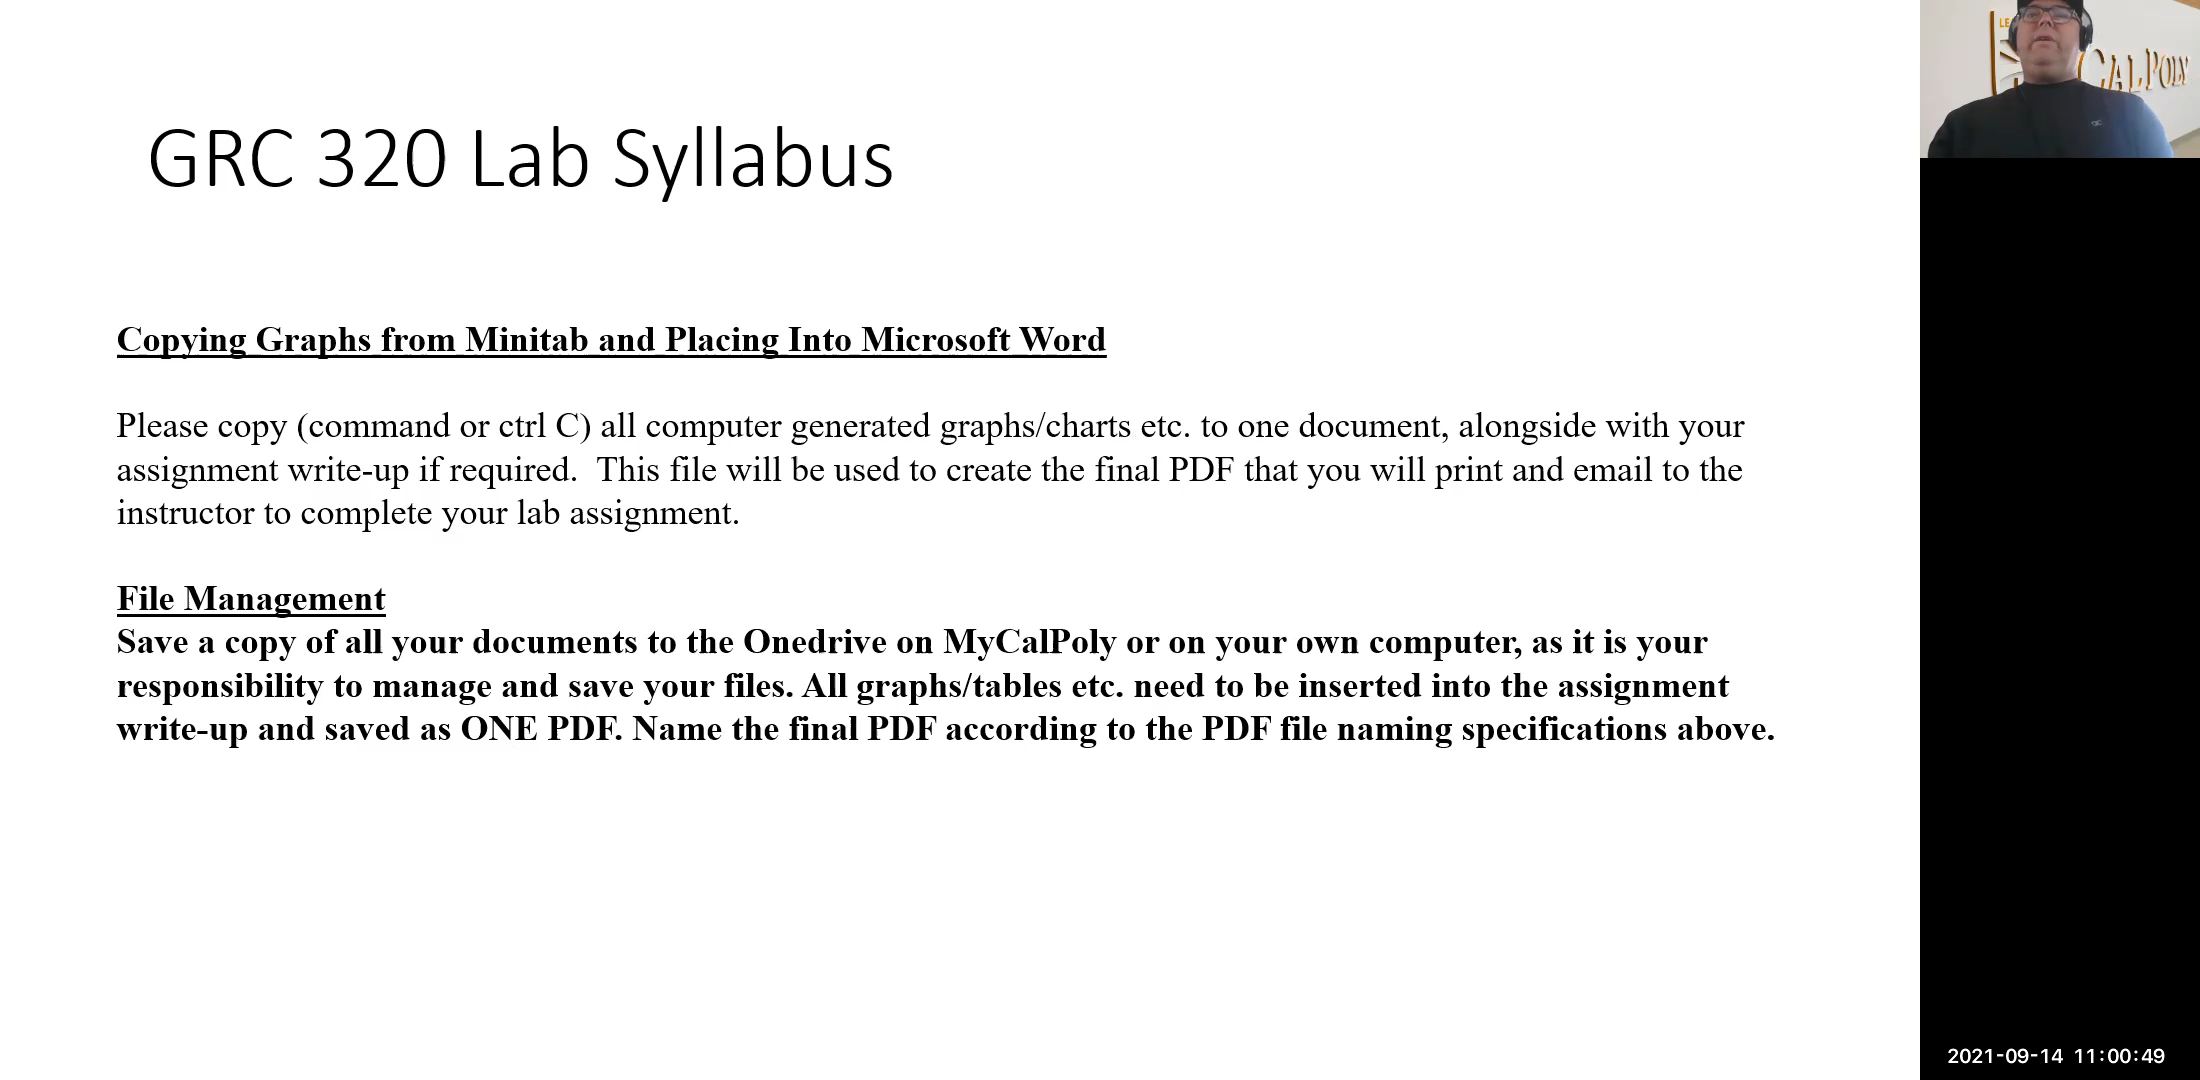 GRC 320 Lab Syllabus
Copying Graphs from Minitab and Placing Into Microsoft Word
Please copy (command or ctrl C) all computer generated graphs/charts etc. to one document, alongside with your
assignment write-up if required.  This file will be used to create the final PDF that you will print and email to the
instructor to complete your lab assignment.
File Management
Save a copy of all your documents to the Onedrive on MyCalPoly or on your own computer, as it is your
responsibility to manage and save your files. All graphs/tables etc. need to be inserted into the assignment
write-up and saved as ONE PDF. Name the final PDF according to the PDF file naming specifications above.
LE
CAL POLY
2021-09-14 11:00:49